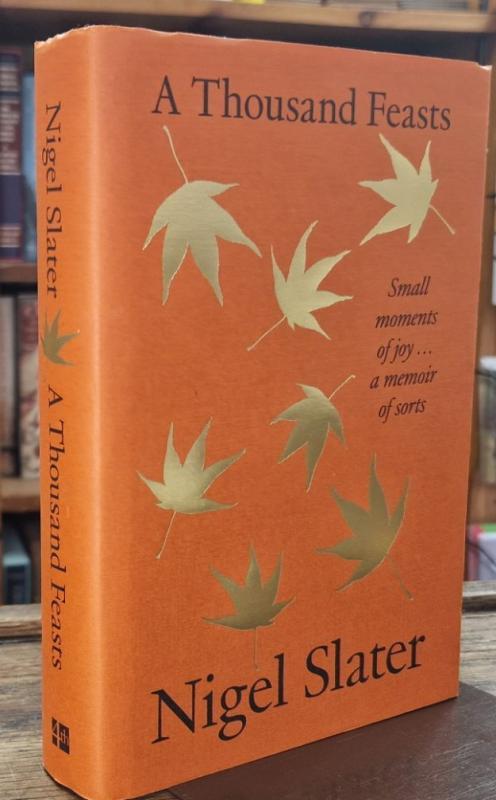 A Thousand Feasts
Small
moments
of joy ...
a memoir
of sorts
Nigel Slater
Nigel Slater
A Thousand Feasts
4th